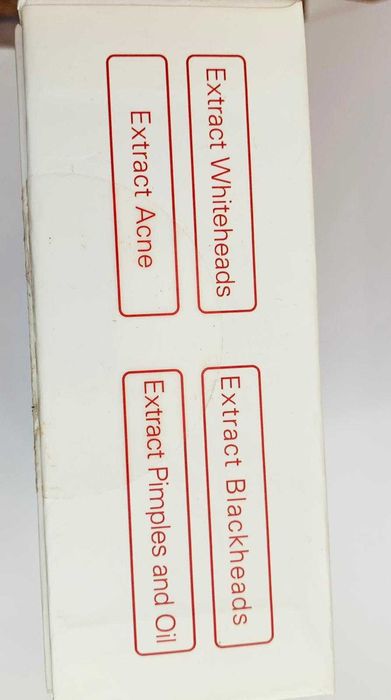 Extract Whiteheads
Extract Blackheads
Extract Acne
Extract Pimples and Oil